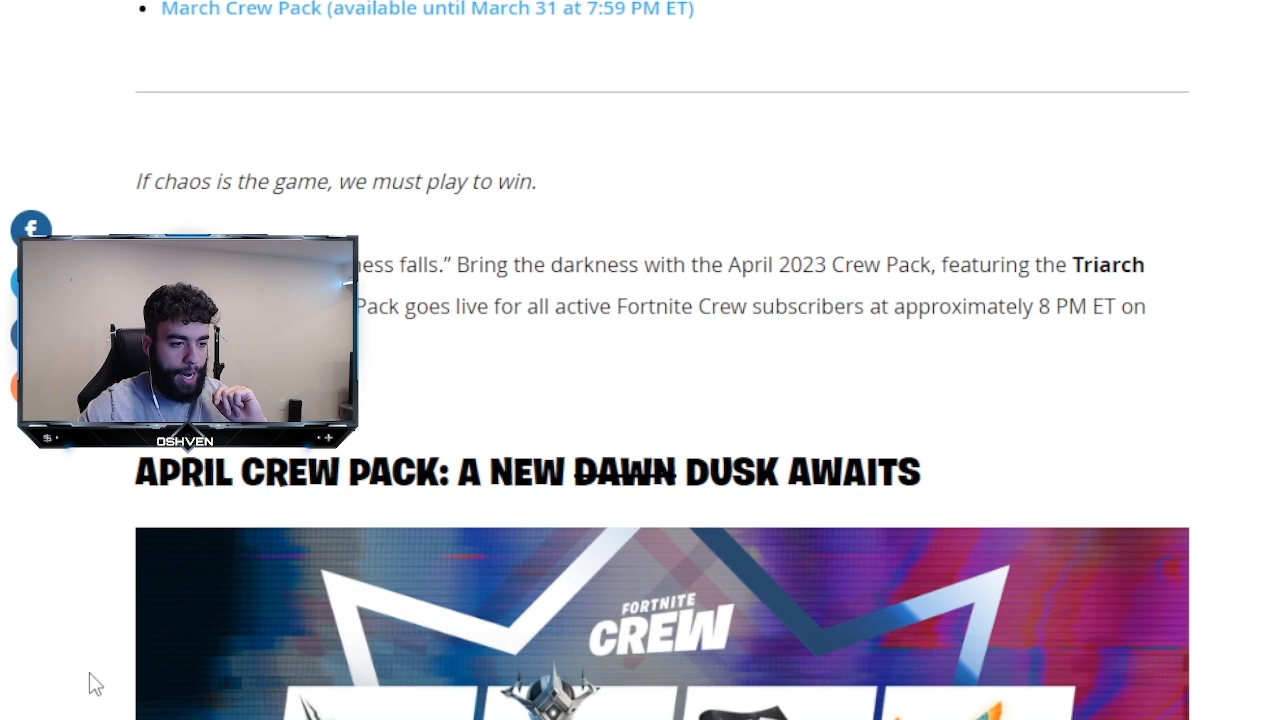 March Crew Pack (available until March 31 at 7:59 PM ET)
If chaos is the game, we must play to win.
falls.” Bring the darkness with the April 2023 Crew Pack, featuring the Triarch
Pack goes live for all active Fortnite Crew subscribers at approximately 8 PM ET on
OSHVEN
APRIL CREW PACK: A NEW DAWN DUSK AWAITS
FORTNITE
CREW